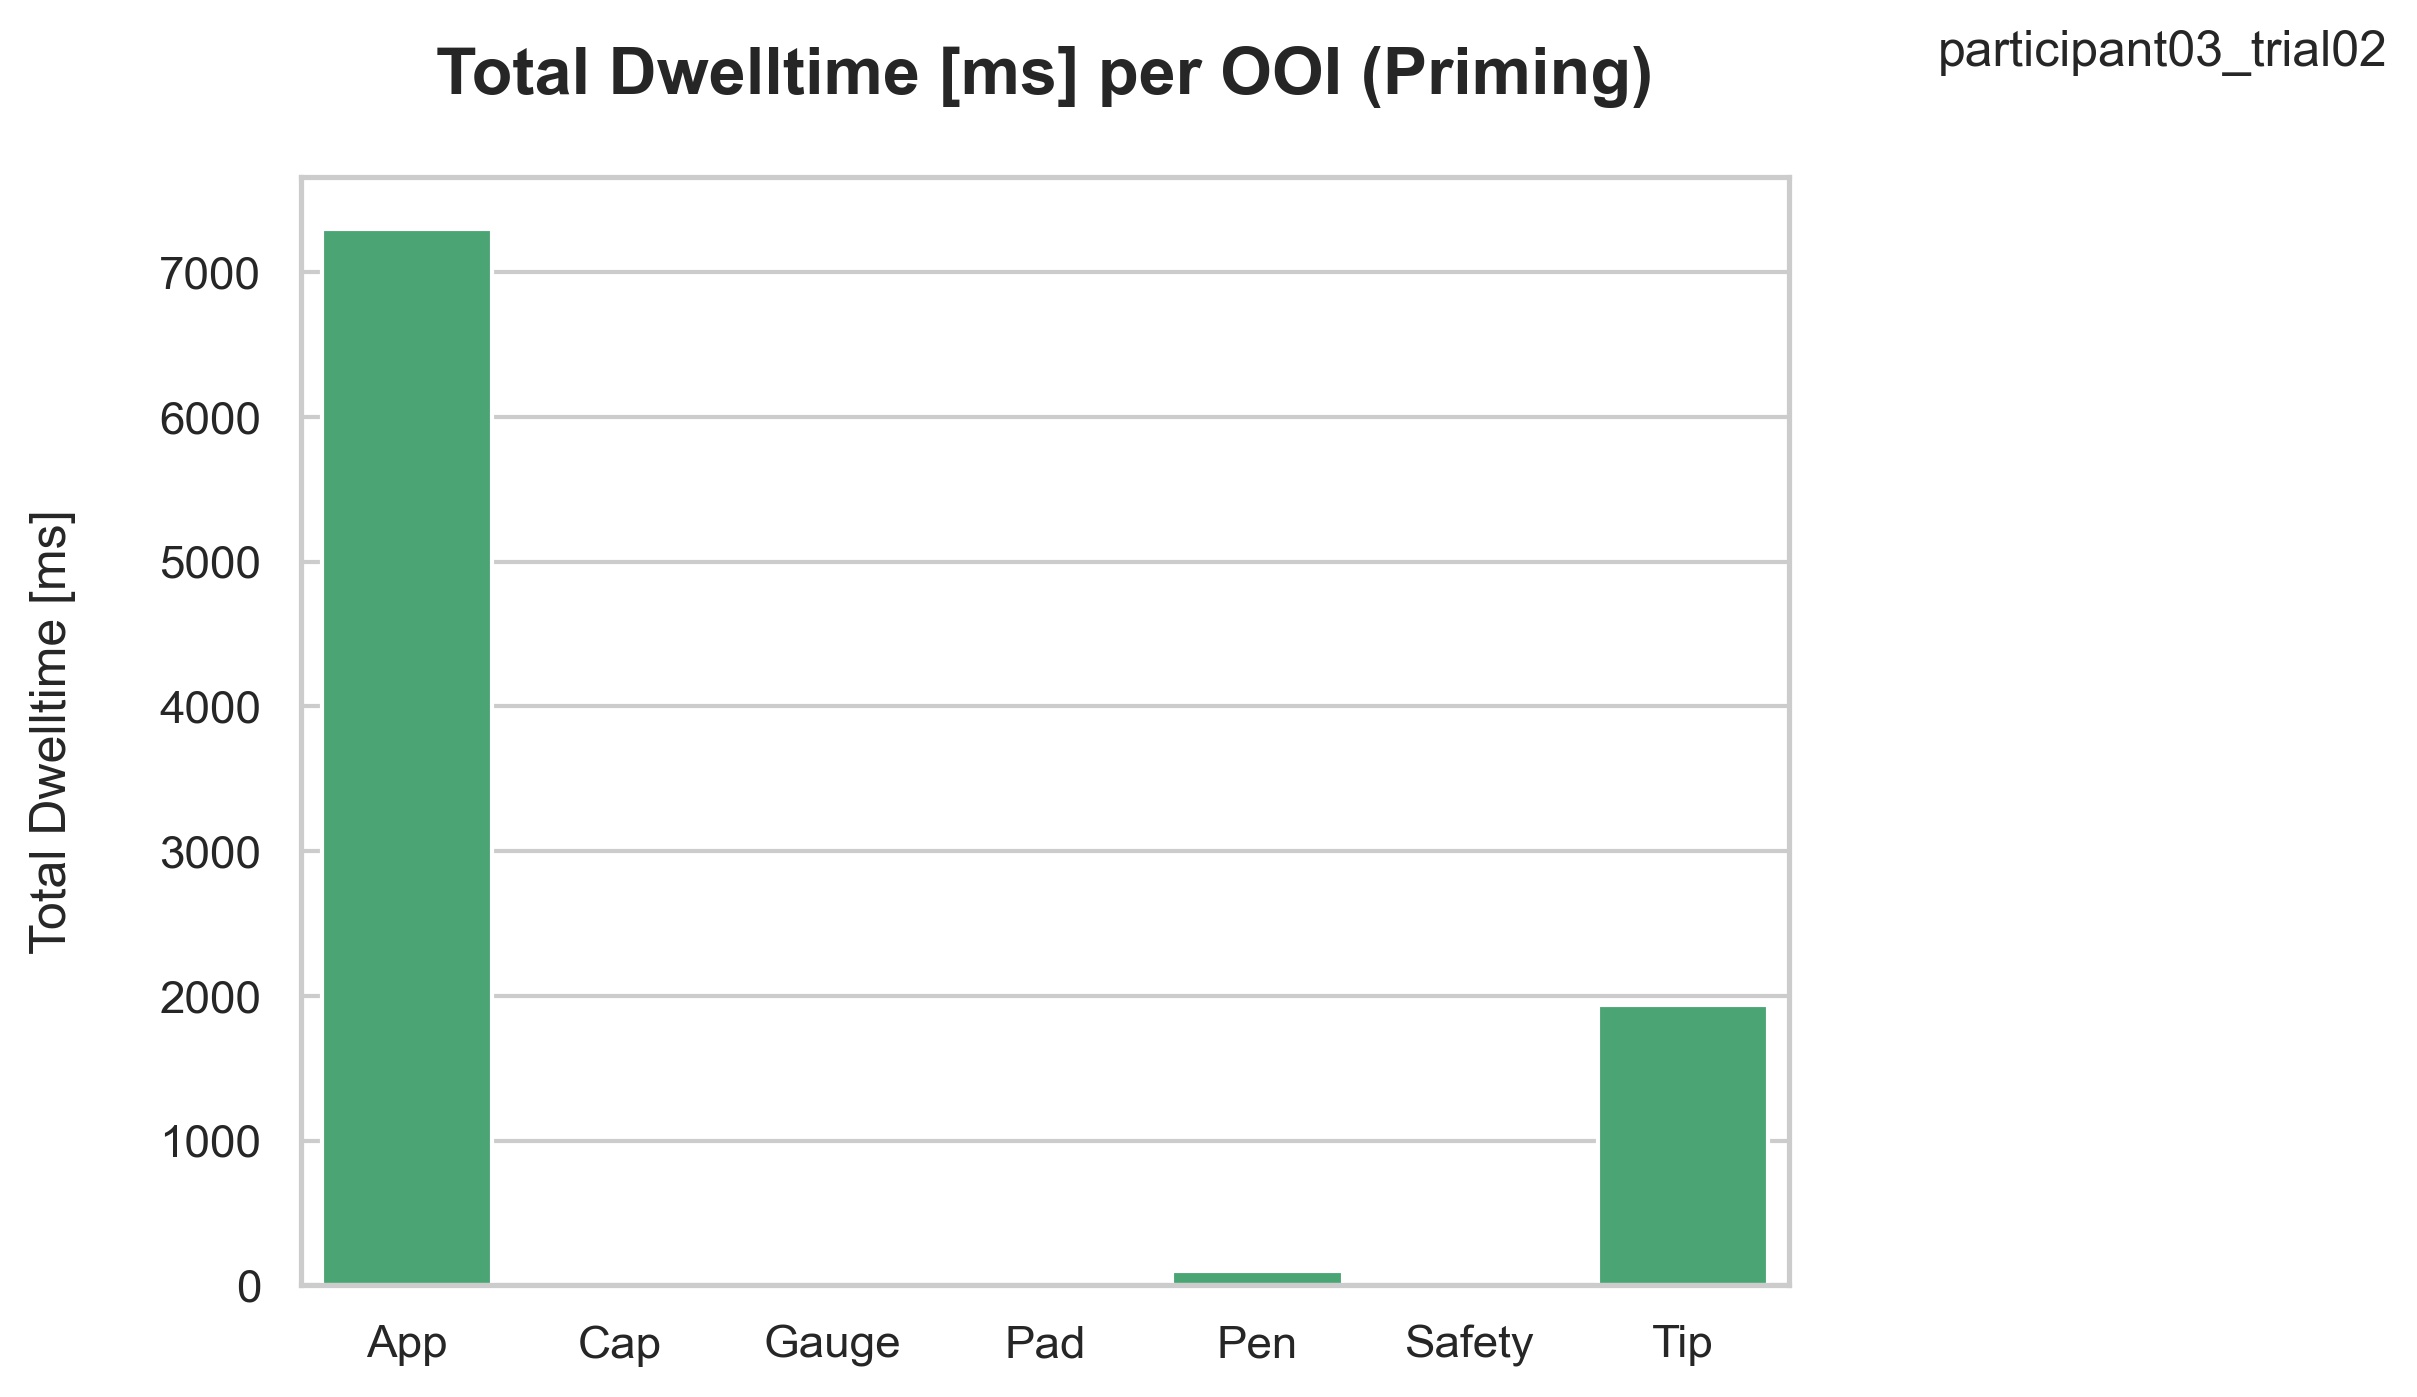 participant03_trial02
Total Dwelltime [ms] per OOI (Priming)
Total Dwelltime [ms]
7000
6000
5000
4000
3000
2000
1000
0
App Cap Gauge Pad Pen Safety Tip